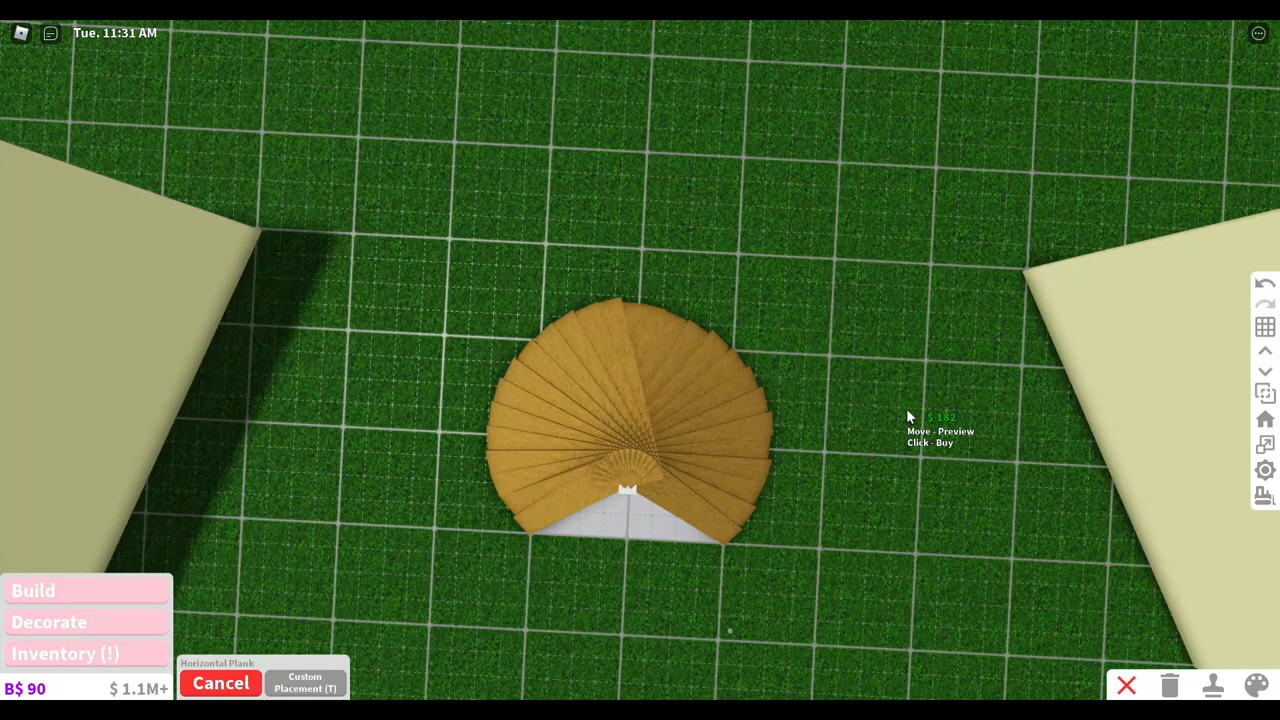 Tue. 11:31 AM
$ 182
Move - Preview
Click - Buy
Build
Decorate
Inventory (!)
B$ 90
$ 1.1M+
Horizontal Plank
Cancel
Custom
Placement (T)